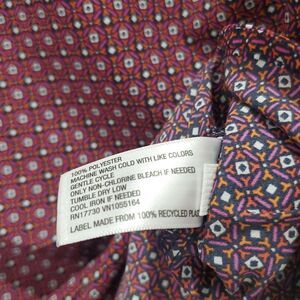 100% POLYESTER
MACHINE WASH COLD WITH LIKE COLORS
GENTLE CYCLE
ONLY NON-CHLORINE BLEACH IF NEEDED
TUMBLE DRY LOW
COOL IRON IF NEEDED
RN17730 VN1055164
LABEL MADE FROM 100% RECYCLED PLA